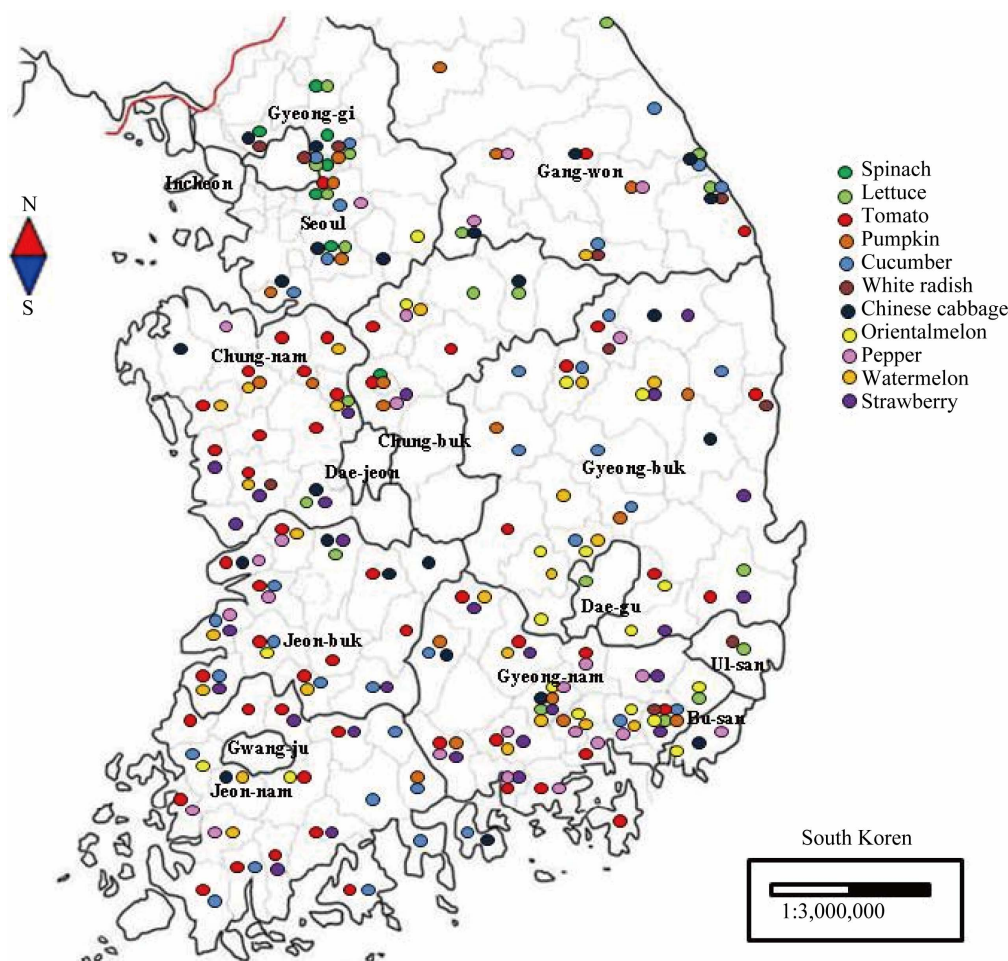 Gyeong-gi
Incheon
Gang-won
N
Seoul
S
Spinach
Lettuce
Tomato
Pumpkin
Cucumber
White radish
Chinese cabbage
Orientalmelon
Pepper
Watermelon
Strawberry
Chung-nam
Chung-buk
Dae-jeon
Gyeong-buk
Dae-gu
Jeon-buk
Ul-san
Gyeong-nam
Bu-san
Gwang-ju
Jeon-nam
South Koren
1:3,000,000